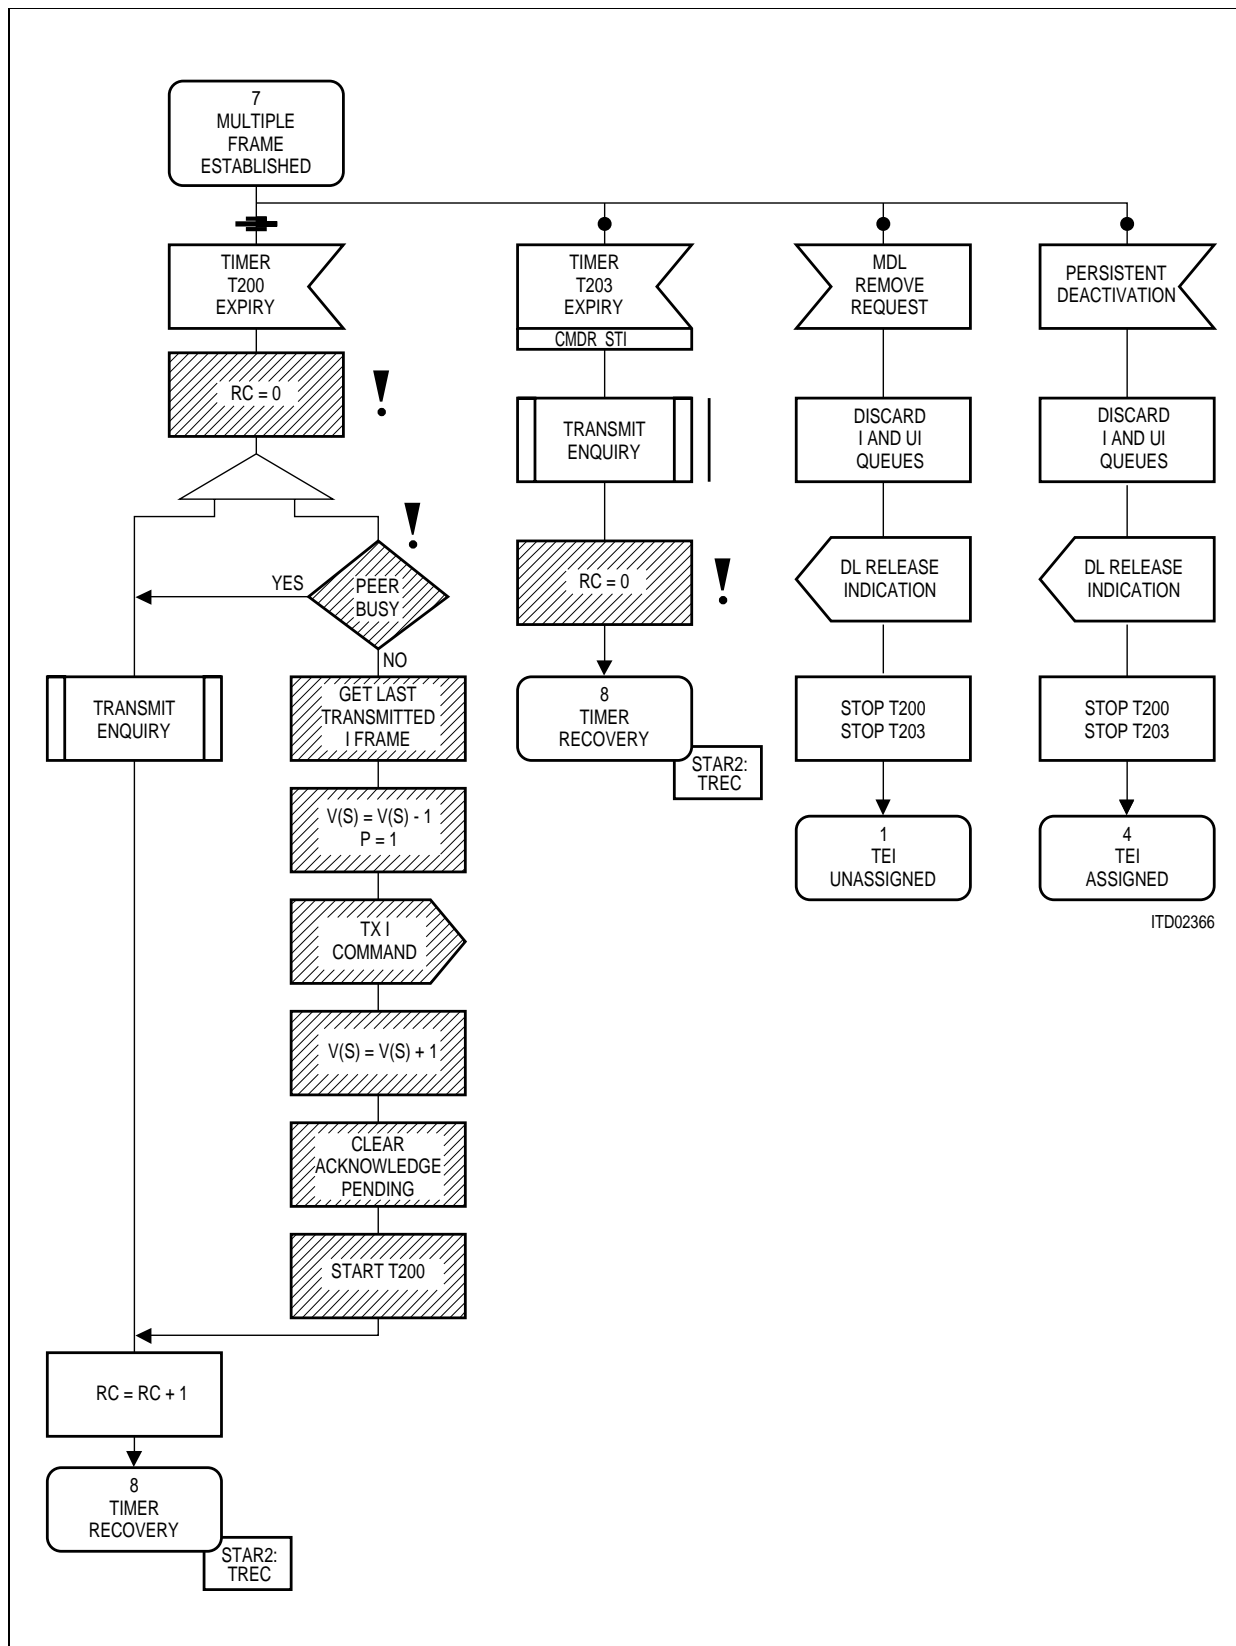 7
MULTIPLE
FRAME
ESTABLISHED
TIMER
T200
EXPIRY
RC = 0
!
!
YES
PEER
BUSY
NO
TRANSMIT
ENQUIRY
GET LAST
TRANSMITTED
I FRAME
V(S) = V(S) - 1
P = 1
TX I
COMMAND
V(S) = V(S) + 1
CLEAR
ACKNOWLEDGE
PENDING
START T200
RC = RC + 1
8
TIMER
RECOVERY
STAR2:
TREC
TIMER
T203
EXPIRY
CMDR STI
TRANSMIT
ENQUIRY
RC = 0
!
8
TIMER
RECOVERY
STAR2:
TREC
MDL
REMOVE
REQUEST
DISCARD
I AND UI
QUEUES
DL RELEASE
INDICATION
STOP T200
STOP T203
1
TEI
UNASSIGNED
PERSISTENT
DEACTIVATION
DISCARD
I AND UI
QUEUES
DL RELEASE
INDICATION
STOP T200
STOP T203
4
TEI
ASSIGNED
ITD02366